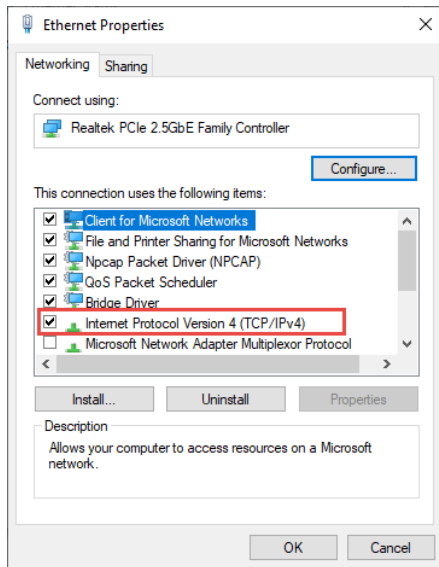 Ethernet Properties
Networking
Sharing
Connect using:
Realtek PCIe 2.5GbE Family Controller
Configure...
This connection uses the following items:
Client for Microsoft Networks
File and Printer Sharing for Microsoft Networks
Npcap Packet Driver (NPCAP)
QoS Packet Scheduler
Bridge Driver
Internet Protocol Version 4 (TCP/IPv4)
Microsoft Network Adapter Multiplexor Protocol
Install...
Uninstall
Properties
Description
Allows your computer to access resources on a Microsoft
network.
OK
Cancel